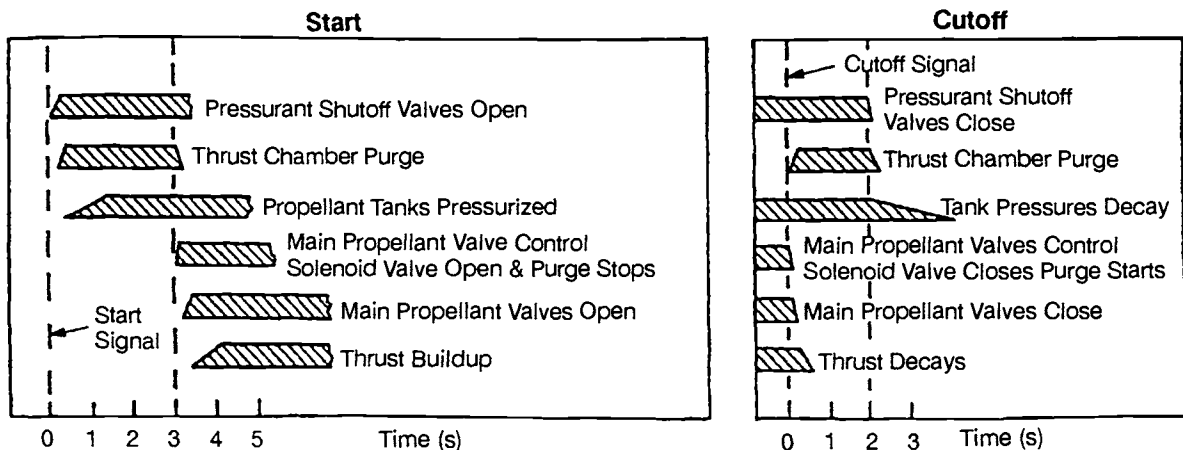 Start
Pressurant Shutoff Valves Open
Thrust Chamber Purge
Propellant Tanks Pressurized
Main Propellant Valve Control
Solenoid Valve Open & Purge Stops
Main Propellant Valves Open
Start
Signal
Thrust Buildup
0 1 2 3 4 5 Time (s)
Cutoff
Cutoff Signal
Pressurant Shutoff
Valves Close
Thrust Chamber Purge
Tank Pressures Decay
Main Propellant Valves Control
Solenoid Valve Closes Purge Starts
Main Propellant Valves Close
Thrust Decays
0 2 3 Time (s)